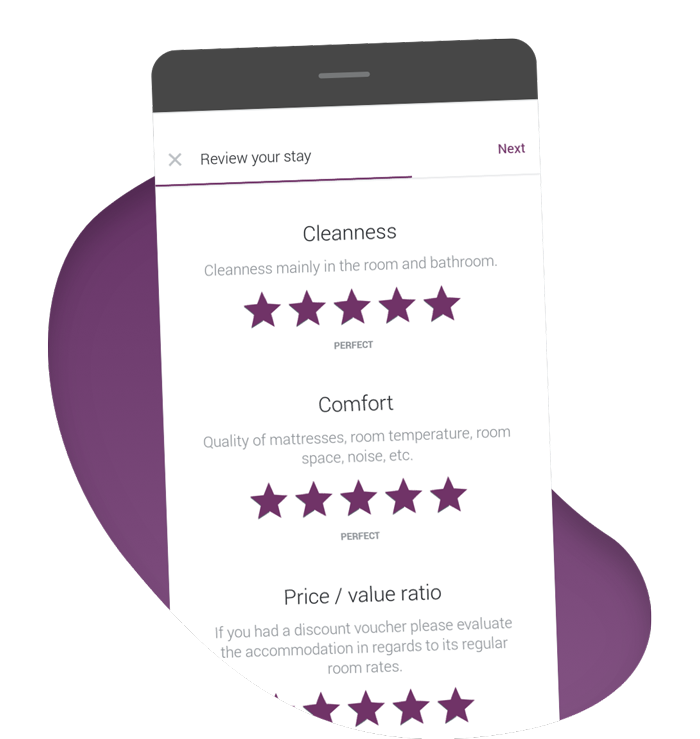 Review your stay
Next
Cleanness
Cleanness mainly in the room and bathroom.
PERFECT
Comfort
Quality of mattresses, room temperature, room
space, noise, etc.
PERFECT
Price / value ratio
If you had a discount voucher please evaluate
the accommodation in regards to its regular
room rates.